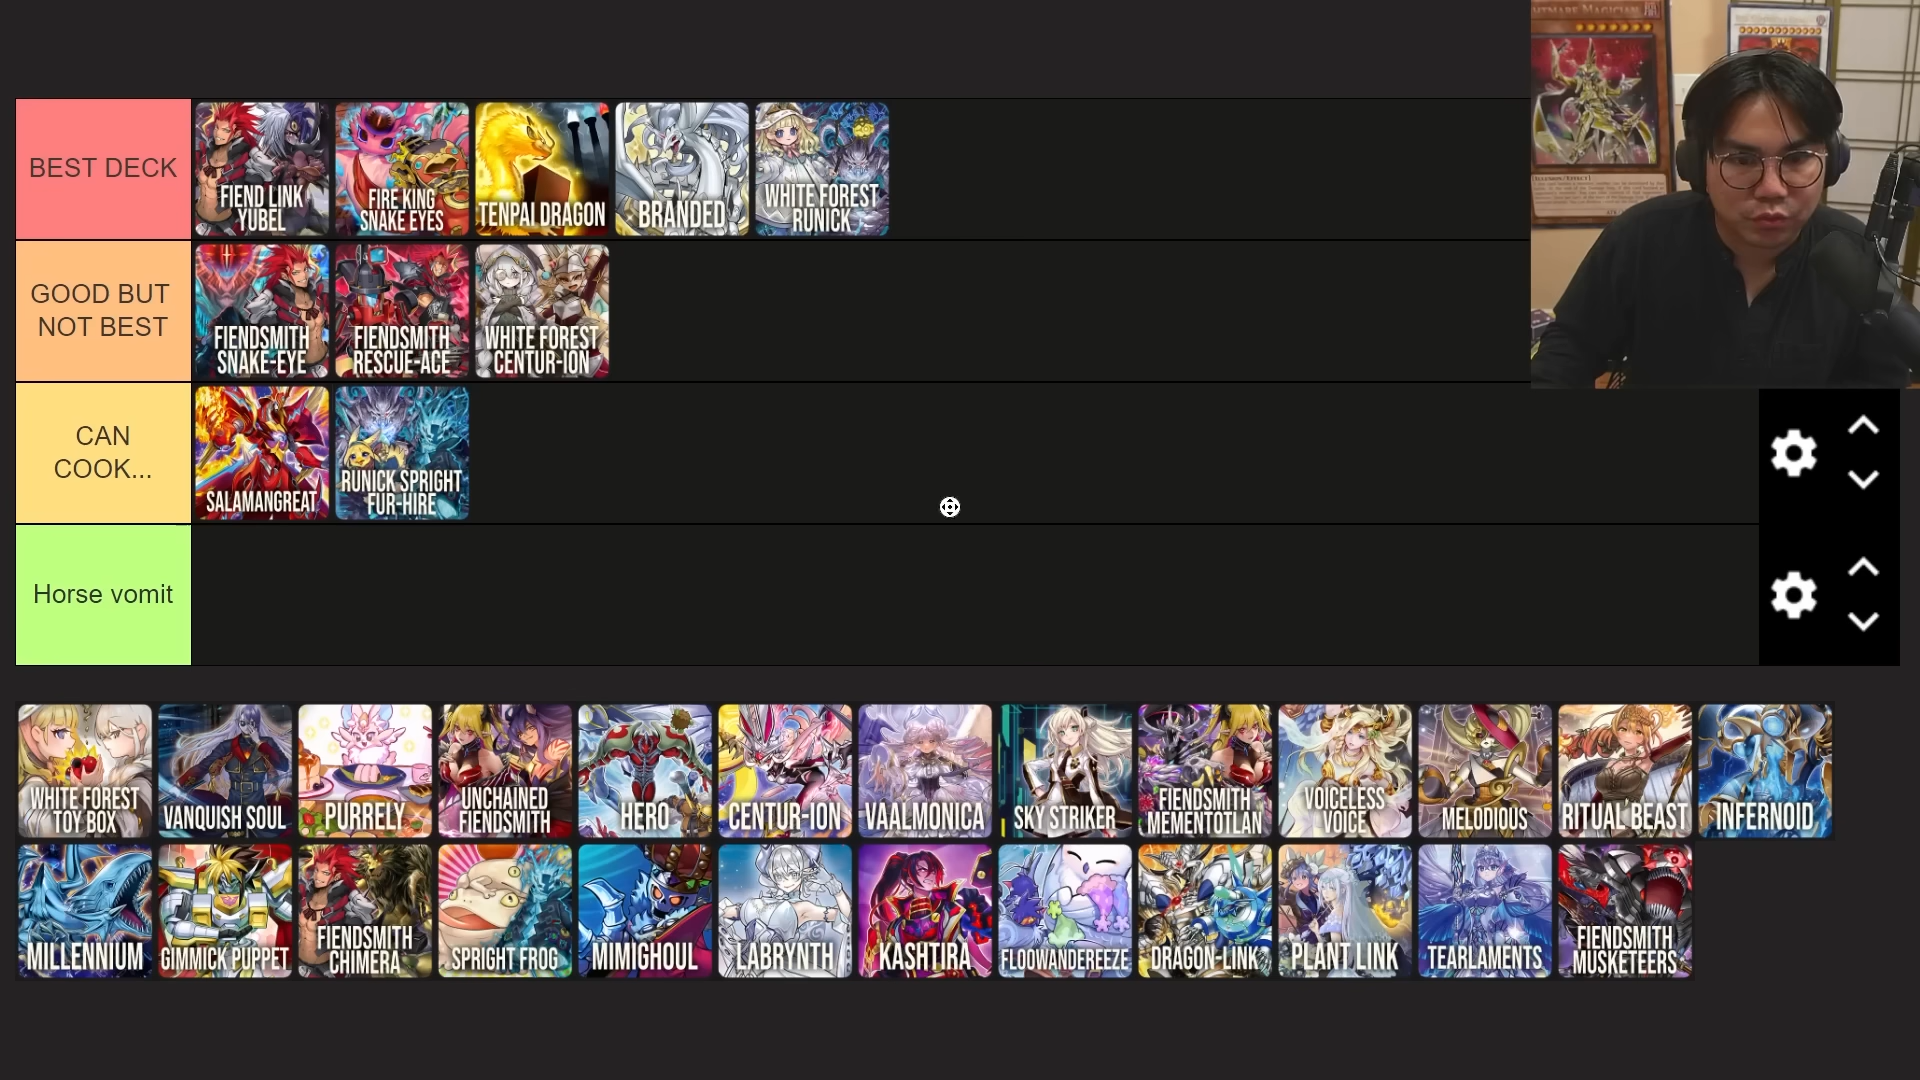 NTMARE MAGICIAN
BEST DECK
FIEND LINK
YUBEL
FIRE KING
SNAKE EYES
TENPAI DRAGON
BRANDED
WHITE FOREST
RUNICK
GOOD BUT
NOT BEST
FIENDSMITH
SNAKE-EYE
FIENDSMITH
RESCUE-ACE
WHITE FOREST
CENTUR-ION
CAN
COOK...
SALAMANGREAT
RUNICK SPRIGHT
FUR-HIRE
Horse vomit
WHITE FOREST
TOY BOX
VANQUISH SOUL
PURRELY
UNCHAINED
FIENDSMITH
HERO
CENTUR-ION
VAALMONICA
SKY STRIKER
FIENDSMITH
MEMENTOTLAN
VOICELESS
VOICE
MELODIOUS
RITUAL BEAST
INFERNOID
MILLENNIUM
GIMMICK PUPPET
FIENDSMITH
CHIMERA
SPRIGHT FROG
MIMIGHOUL
LABRYNTH
KASHTIRA
FLOOWANDEREEZE
DRAGON-LINK
PLANT LINK
TEARLAMENTS
FIENDSMITH
MUSKETEERS